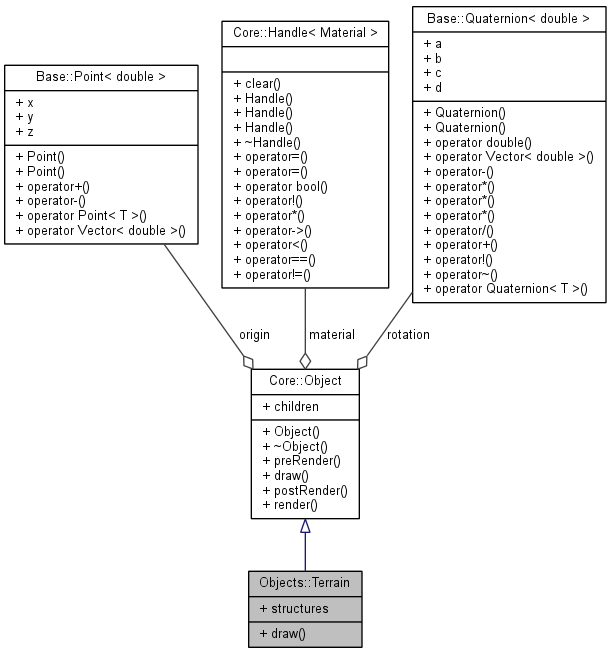 Base::Point< double >
+ x
+ y
+ z
+ Point()
+ Point()
+ operator+()
+ operator-()
+ operator Point< T >()
+ operator Vector< double >()
Core::Handle< Material >
+ clear()
+ Handle()
+ Handle()
+ Handle()
+ ~Handle()
+ operator=()
+ operator=()
+ operator bool()
+ operator!()
+ operator*()
+ operator->()
+ operator<()
+ operator==()
+ operator!=()
Base::Quaternion< double >
+ a
+ b
+ c
+ d
+ Quaternion()
+ Quaternion()
+ operator double()
+ operator Vector< double >()
+ operator-()
+ operator*()
+ operator*()
+ operator*()
+ operator/()
+ operator+()
+ operator!()
+ operator~()
+ operator Quaternion< T >()
origin
material
rotation
Core::Object
+ children
+ Object()
+ ~Object()
+ preRender()
+ draw()
+ postRender()
+ render()
Objects::Terrain
+ structures
+ draw()